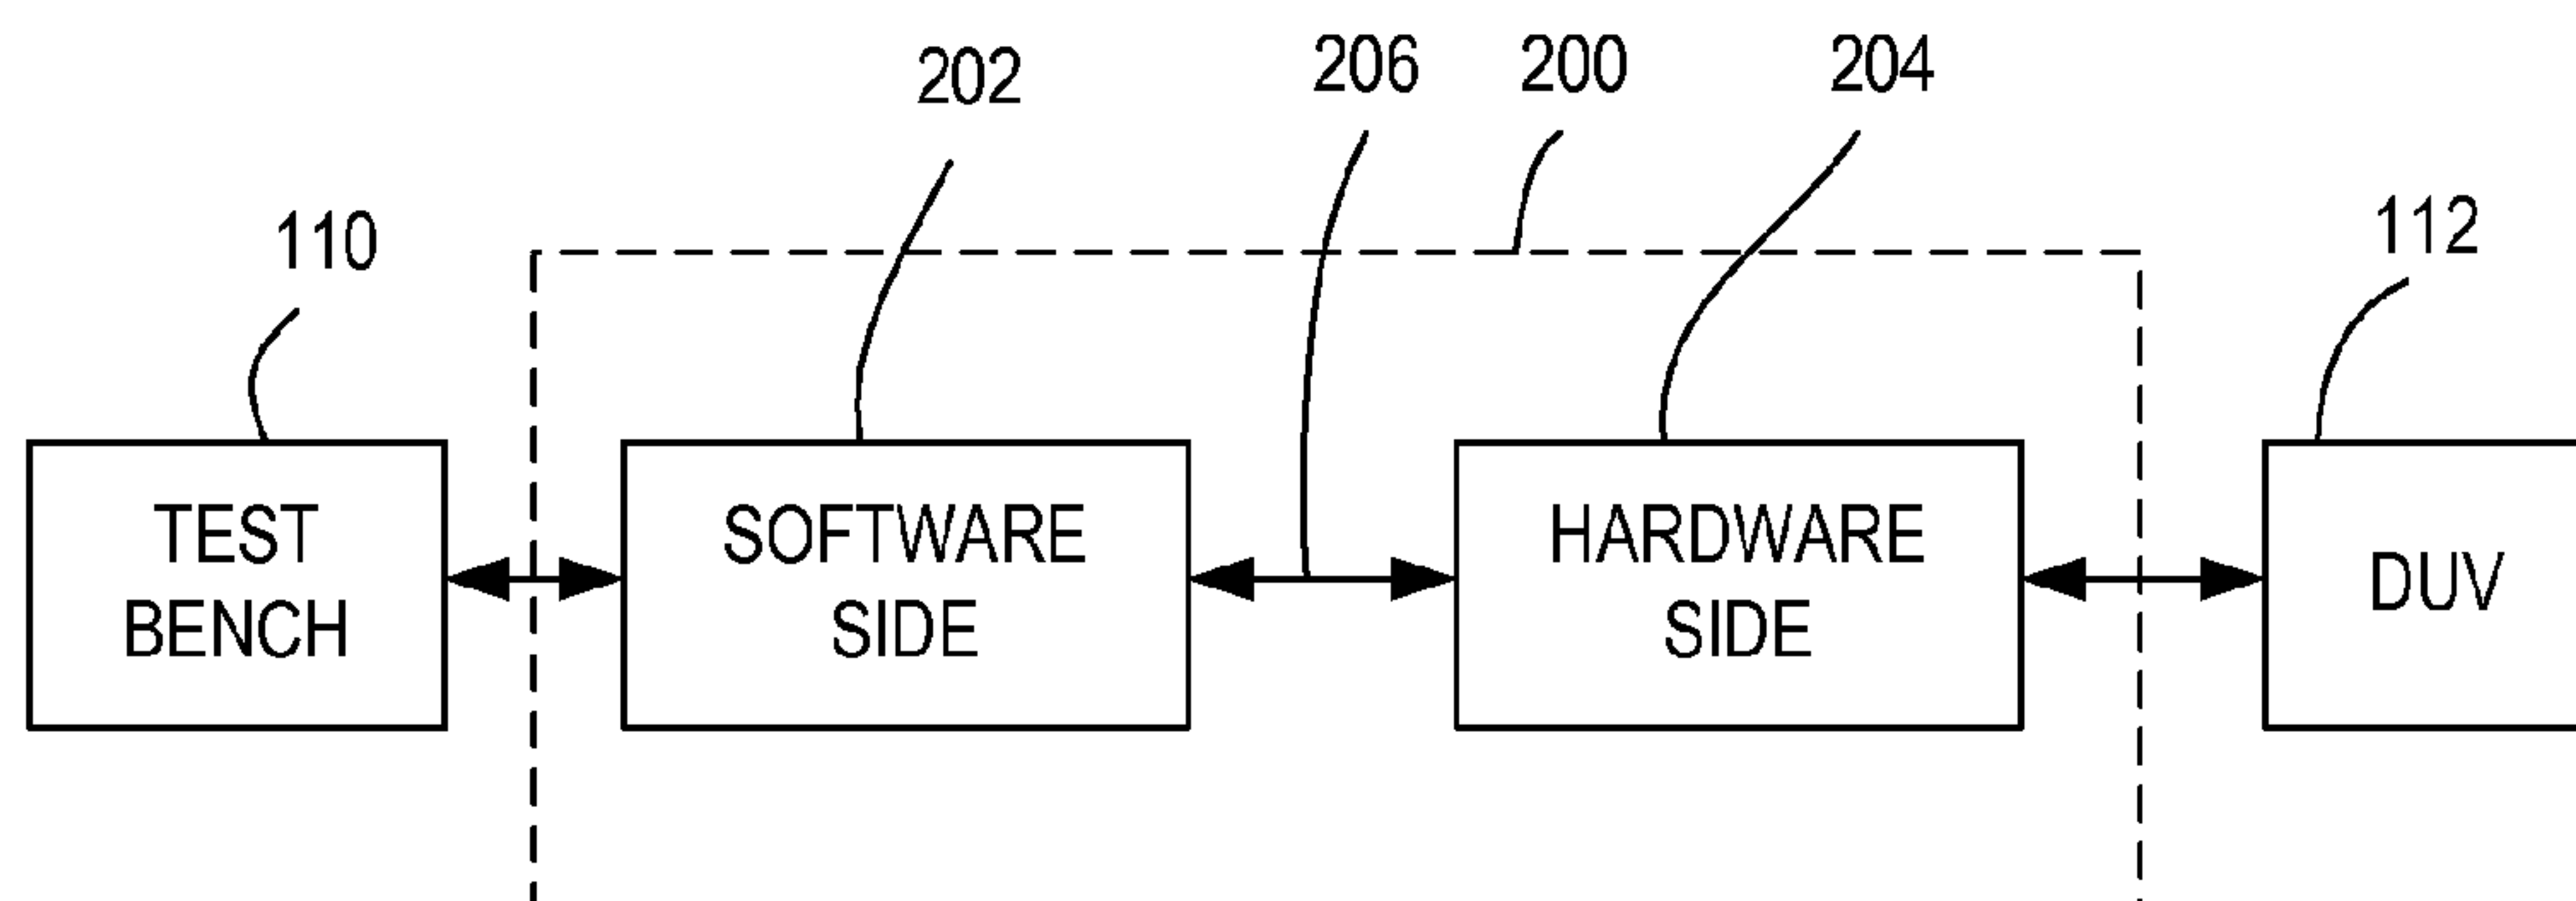 202
206
200
204
110
112
TEST
BENCH
SOFTWARE
SIDE
HARDWARE
SIDE
DUV